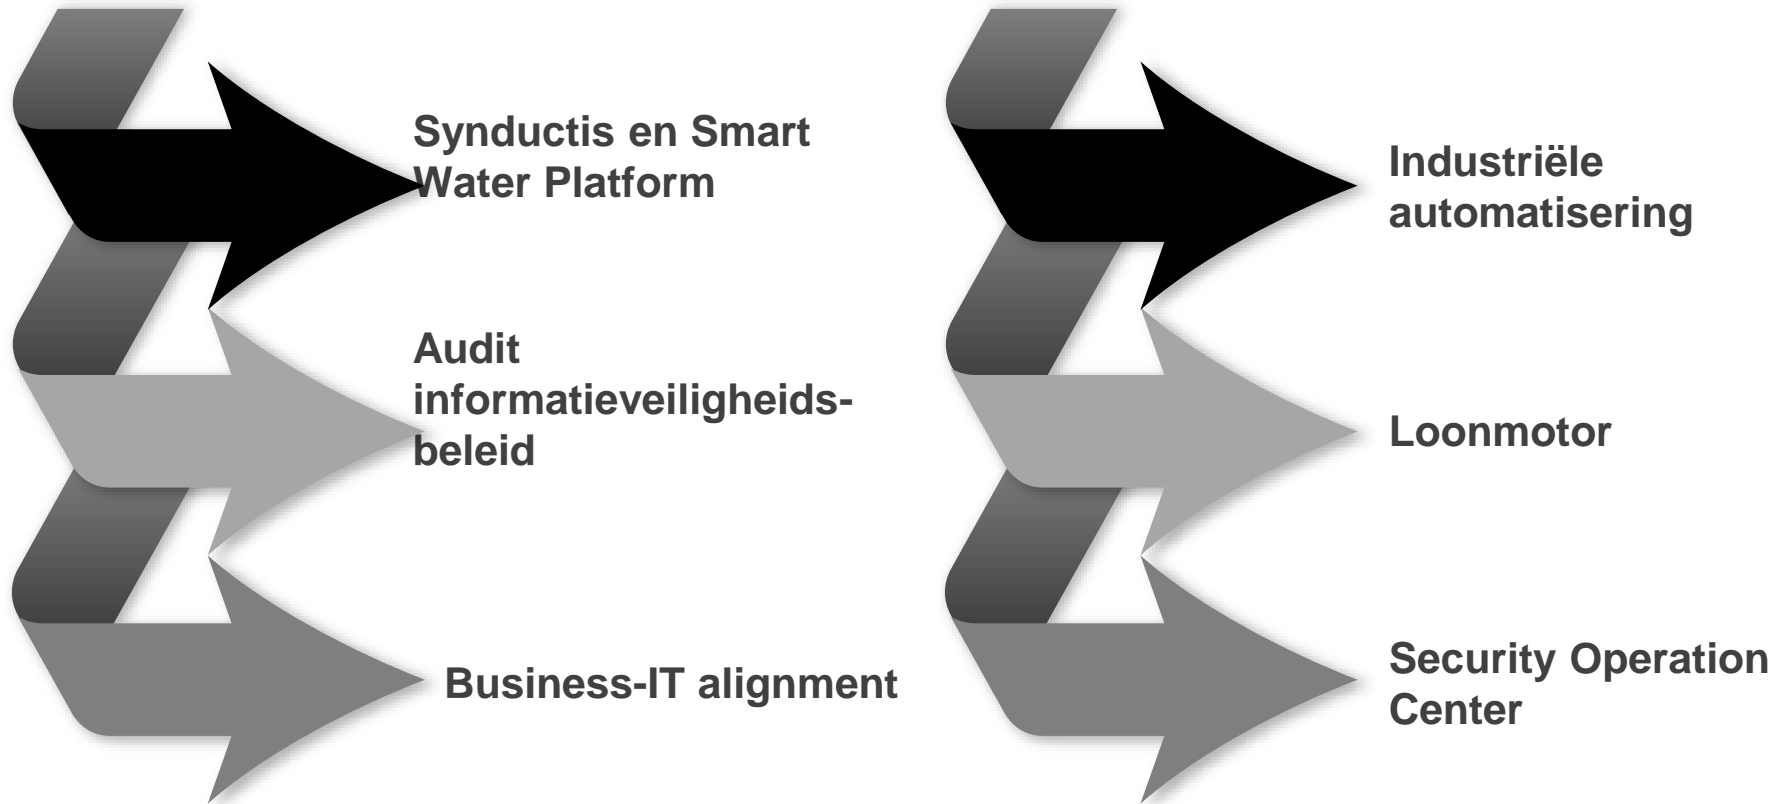 Synductis en Smart
Water Platform
Audit
informatieveiligheids-
beleid
Business-IT alignment
Industriële
automatisering
Loonmotor
Security Operation
Center